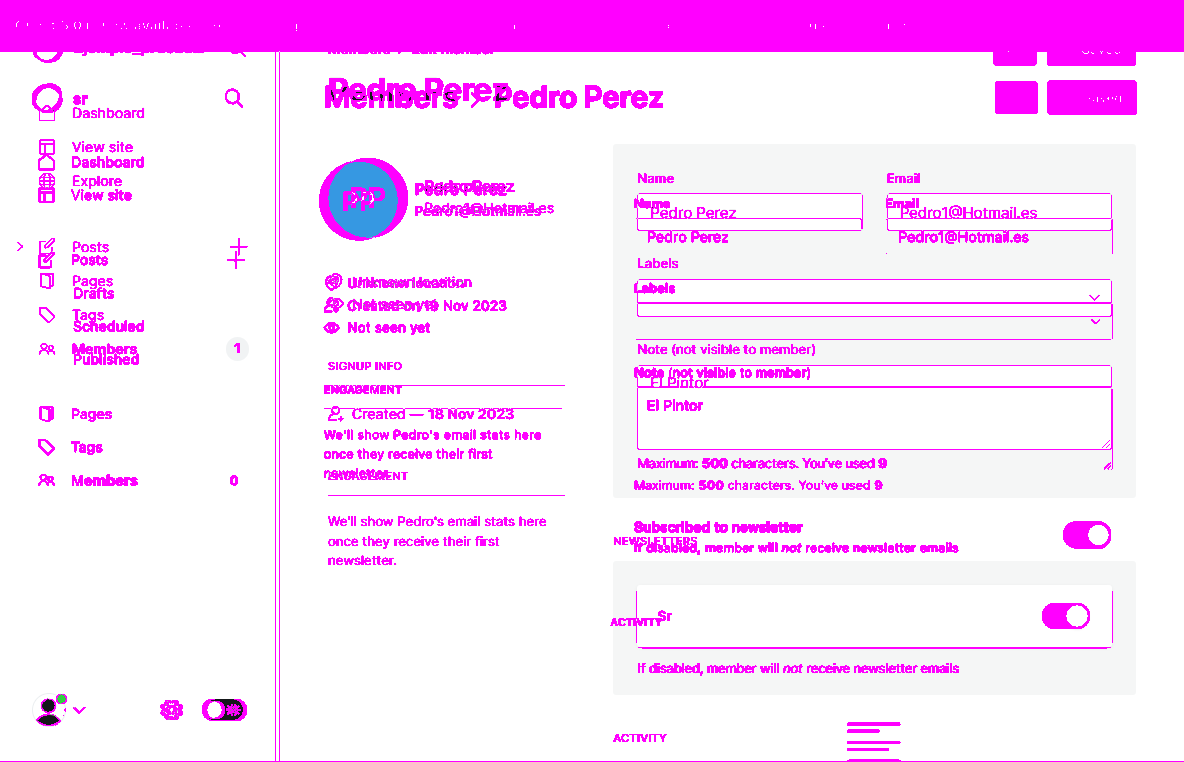 sr
Dashboard
View site
Dashboard
Explore
View site
Posts
Posts
Pages
Drafts
Tags
Scheduled
Members 1
Published
Pages
Tags
Members 0
Pedro Perez
Members Pedro Perez
Pedro Perez
Pedro Perez
Pedro1@Hotmail.es
Unknown location
Created on 19 Nov 2023
Not seen yet
SIGNUP INFO
ENGAGEMENT
Created — 18 Nov 2023
We'll show Pedro's email stats here
once they receive their first
newsletter.
ENGAGEMENT
We'll show Pedro's email stats here
once they receive their first
newsletter.
Name Email
Name Email
Pedro Perez Pedro1@Hotmail.es
Pedro Perez Pedro1@Hotmail.es
Labels
Labels
Note (not visible to member)
Note (not visible to member)
El Pintor
El Pintor
Maximum: 500 characters. You've used 9
Maximum: 500 characters. You've used 9
Subscribed to newsletter
NEWSLETTERS
If disabled, member will not receive newsletter emails
Sr
ACTIVITY
If disabled, member will not receive newsletter emails
ACTIVITY